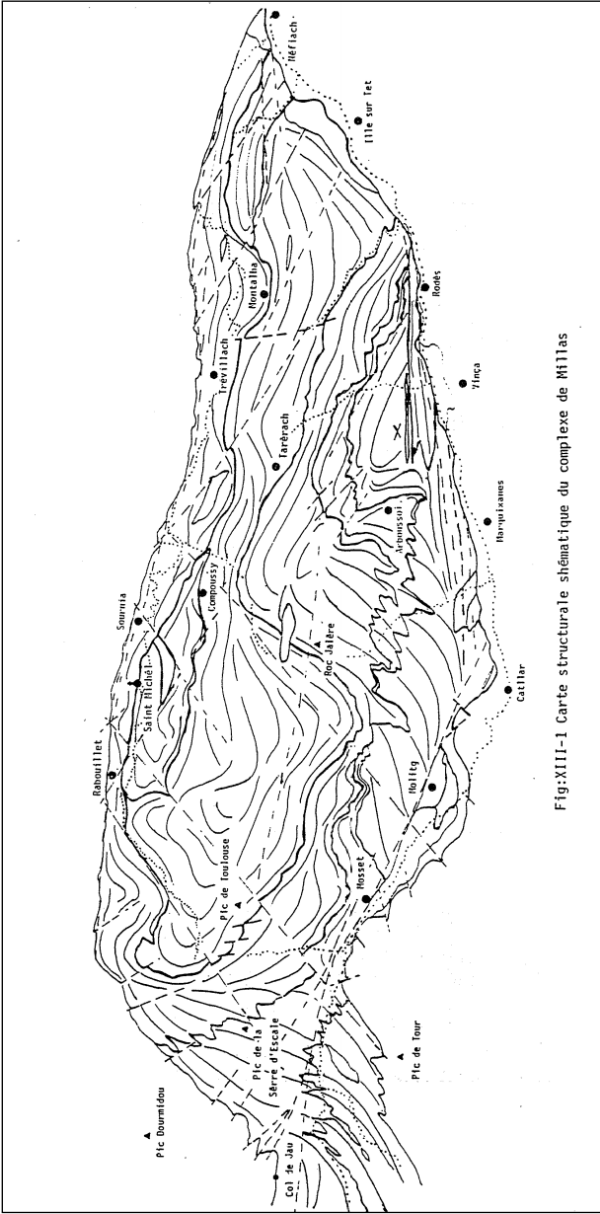 Néfiach
Ille sur Tet
Montalba
Rodès
Trévillach
Vinça
Tarérach
Arboussol
Marquixanes
Sournia
Compoussy
Roc Jalère
Saint Michel
Catllar
Rabouillet
Molitg
Pic de Toulouse
Mosset
Pic de la
Sèrre d'Escale
Pic de Tour
Pic Dourmidou
Col de Jau
Fig:XIII-1 Carte structurale shématique du complexe de Millas